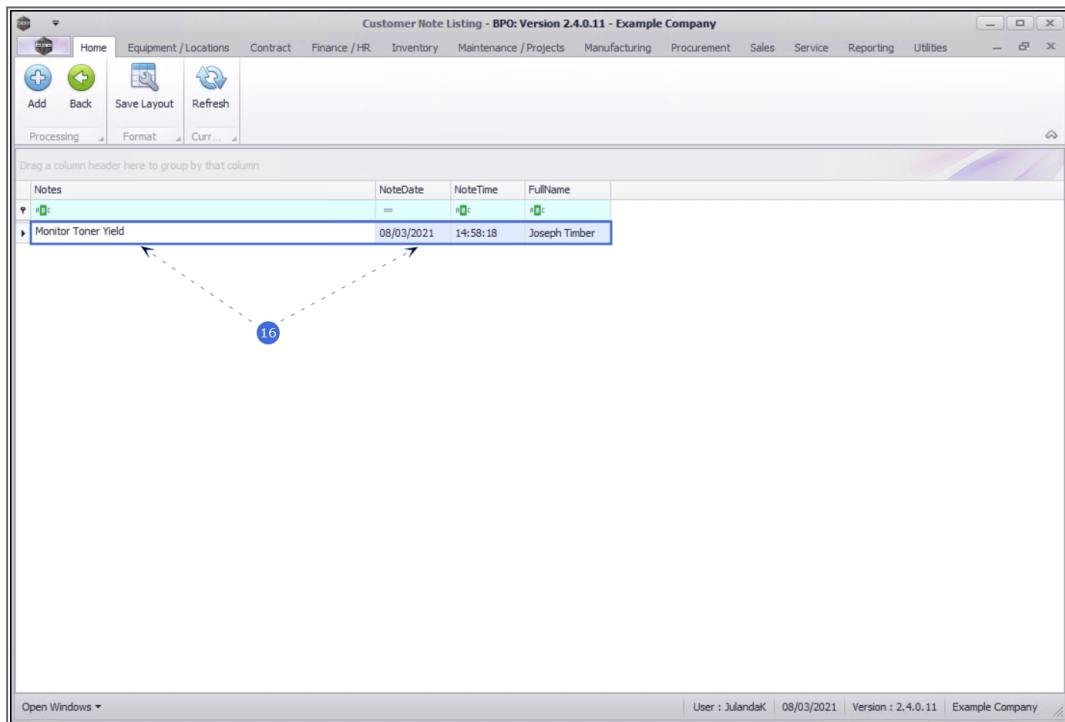 Customer Note Listing - BPO: Version 2.4.0.11 - Example Company
Home Equipment / Locations Contract Finance / HR Inventory Maintenance / Projects Manufacturing Procurement Sales Service Reporting Utilities
Add Back Save Layout Refresh
Processing Format Curr...
Drag a column header here to group by that column
Notes NoteDate NoteTime FullName
Monitor Toner Yield 08/03/2021 14:58:18 Joseph Timber
16
Open Windows User : JulandaK 08/03/2021 Version : 2.4.0.11 Example Company